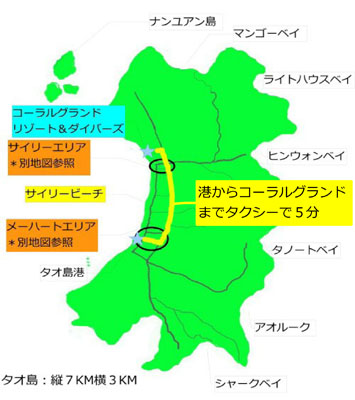 ナンユアン島
マンゴーベイ
ライトハウスベイ
コーラルグランド
リゾート＆ダイバーズ
サイリーエリア
＊別地図参照
ヒンウォンベイ
サイリービーチ
港からコーラルグランド
までタクシーで５分
メーハートエリア
＊別地図参照
タノートベイ
タオ島港
アオルーク
タオ島：縦７KM横３KM
シャークベイ